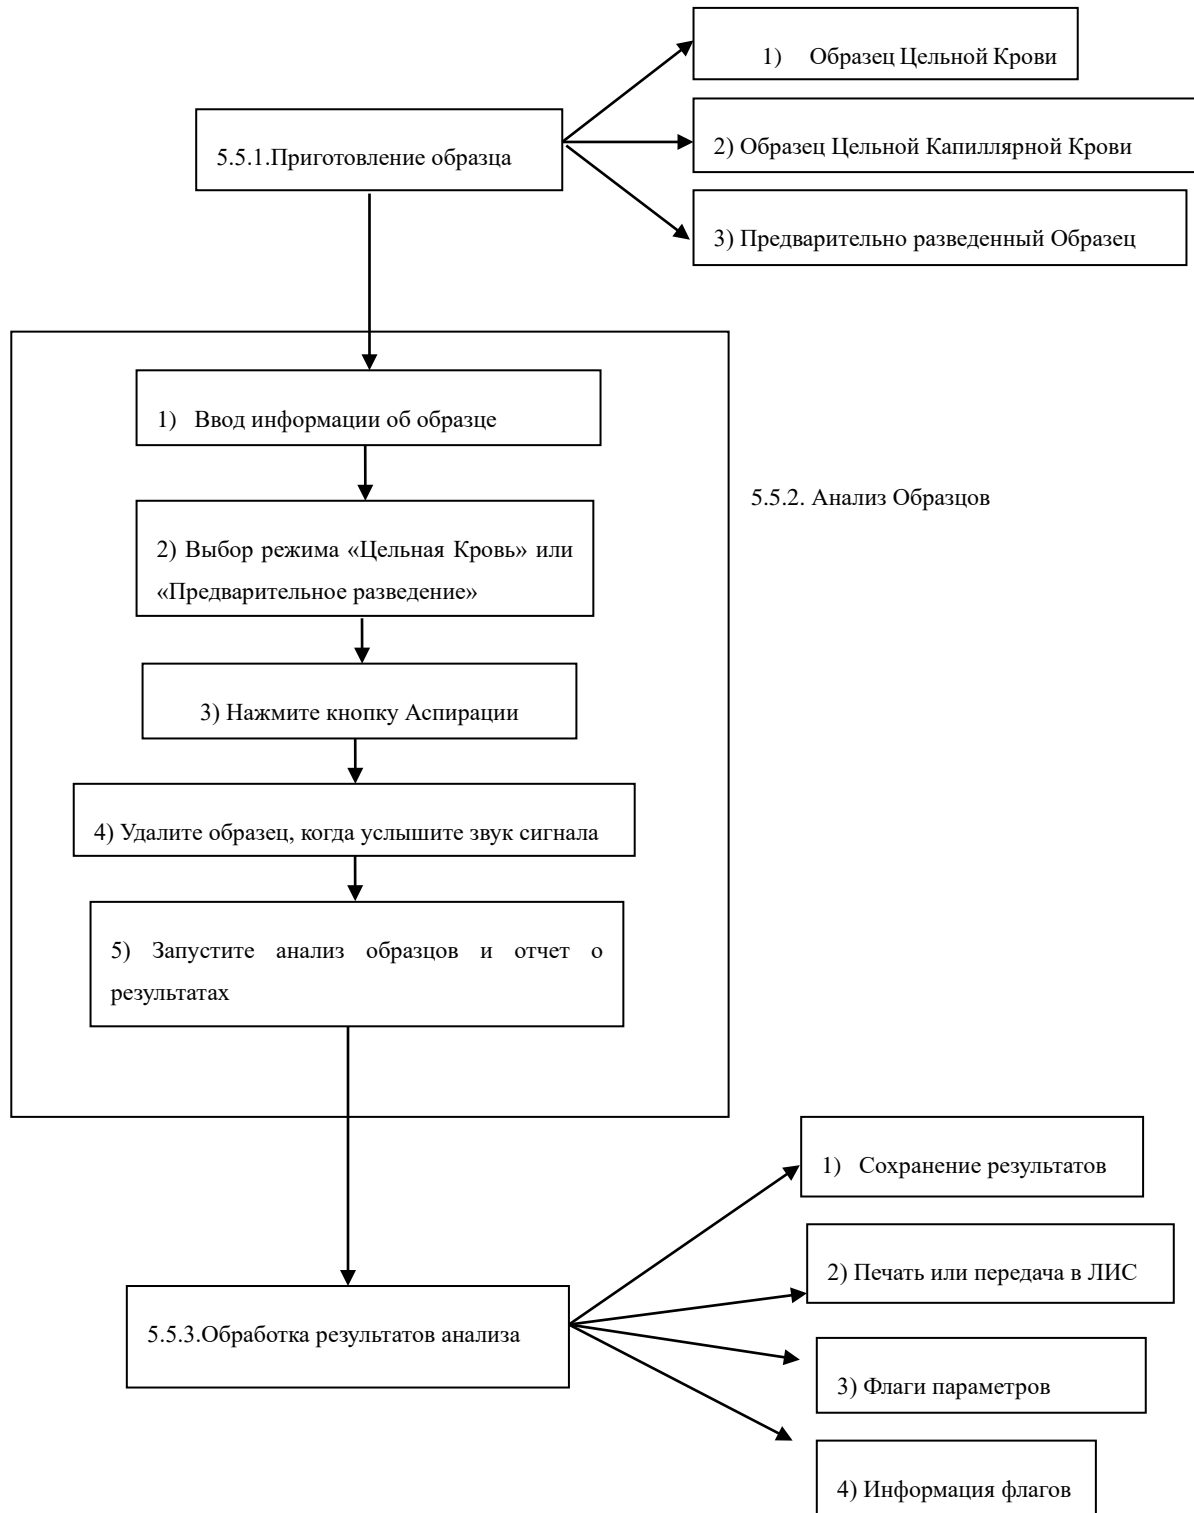 1) Образец Цельной Крови
5.5.1.Приготовление образца
2) Образец Цельной Капиллярной Крови
3) Предварительно разведенный Образец
1) Ввод информации об образце
5.5.2. Анализ Образцов
2) Выбор режима «Цельная Кровь» или
«Предварительное разведение»
3) Нажмите кнопку Аспирации
4) Удалите образец, когда услышите звук сигнала
5) Запустите анализ образцов и отчет о
результатах
1) Сохранение результатов
2) Печать или передача в ЛИС
5.5.3.Обработка результатов анализа
3) Флаги параметров
4) Информация флагов